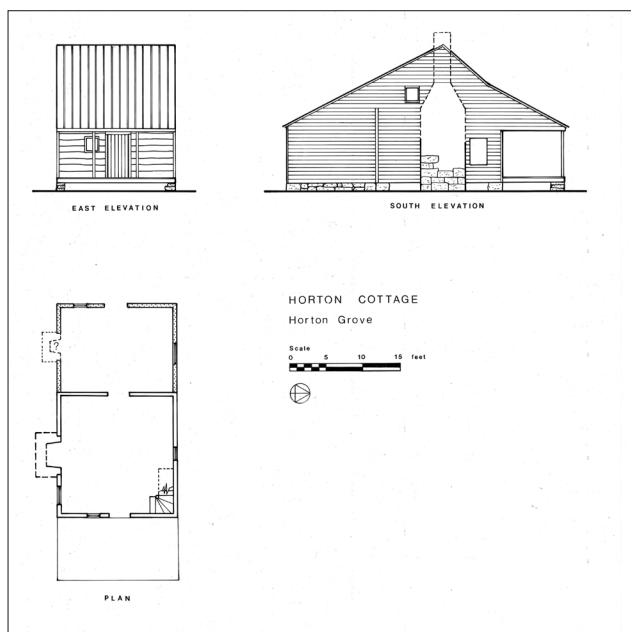 EAST ELEVATION
SOUTH ELEVATION
HORTON COTTAGE
Horton Grove
Scale
0 5 10 15 feet
?
PLAN